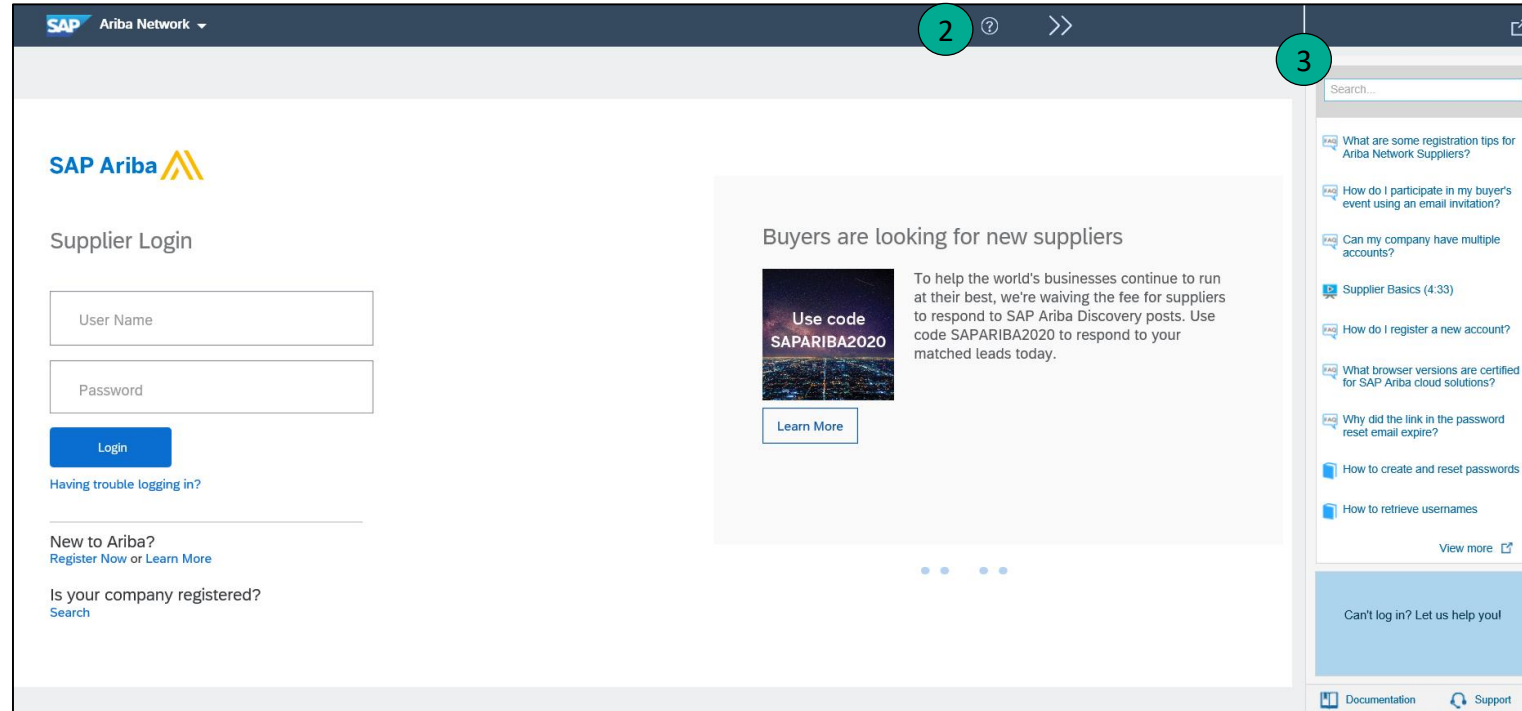 SAP Ariba Network
2
3
Search...
SAP Ariba
Supplier Login
User Name
Password
Login
Having trouble logging in?
New to Ariba?
Register Now or Learn More
Is your company registered?
Search
Buyers are looking for new suppliers
Use code
SAPARIBA2020
To help the world's businesses continue to run
at their best, we're waiving the fee for suppliers
to respond to SAP Ariba Discovery posts. Use
code SAPARIBA2020 to respond to your
matched leads today.
Learn More
FAQ What are some registration tips for
Ariba Network Suppliers?
FAQ How do I participate in my buyer's
event using an email invitation?
FAQ Can my company have multiple
accounts?
Supplier Basics (4:33)
FAQ How do I register a new account?
FAQ What browser versions are certified
for SAP Ariba cloud solutions?
FAQ Why did the link in the password
reset email expire?
How to create and reset passwords
How to retrieve usernames
View more
Can't log in? Let us help you!
Documentation
Support